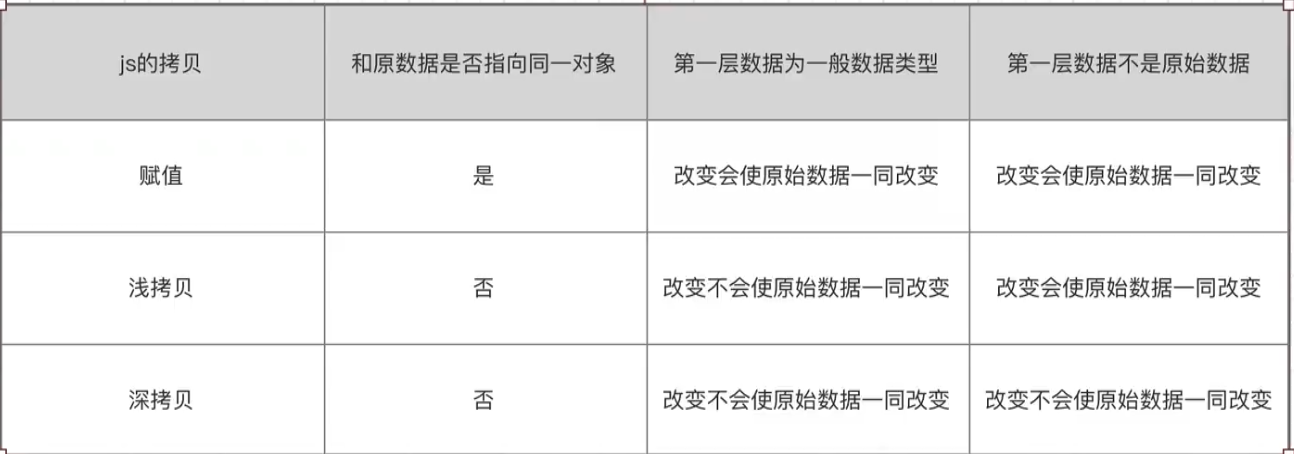 js的拷贝 和原数据是否指向同一对象 第一层数据为一般数据类型 第一层数据不是原始数据
赋值 是 改变会使原始数据一同改变 改变会使原始数据一同改变
浅拷贝 否 改变不会使原始数据一同改变 改变会使原始数据一同改变
深拷贝 否 改变不会使原始数据一同改变 改变不会使原始数据一同改变